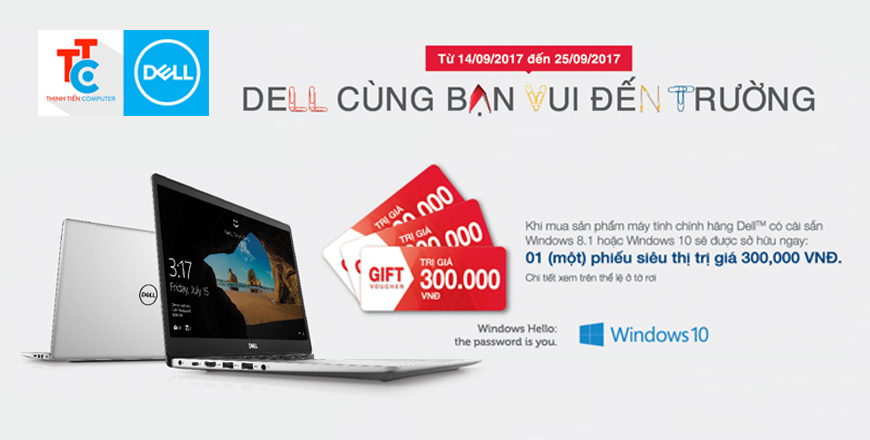 TTC
THỊNH TIẾN COMPUTER
DELL
Từ 14/09/2017 đến 25/09/2017
DELL CÙNG BẠN VUI ĐẾN TRƯỜNG
3:17
Friday, July 15
DELL
DELL
TRỊ GIÁ
000
TRỊ GIÁ
000
GIFT
VOUCHER
TRỊ GIÁ
300.000
VNĐ
Khi mua sản phẩm máy tính chính hãng Dell™ có cài sẵn
Windows 8.1 hoặc Windows 10 sẽ được sở hữu ngay:
01 (một) phiếu siêu thị trị giá 300,000 VNĐ.
Chi tiết xem trên thể lệ ở tờ rơi
Windows Hello:
the password is you.
Windows 10